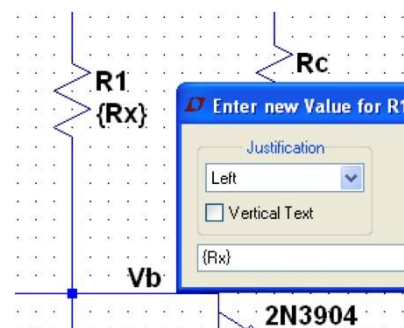 R1
{Rx}
Rc
Enter new Value for R1
Justification
Left
Vertical Text
{Rx}
Vb
2N3904